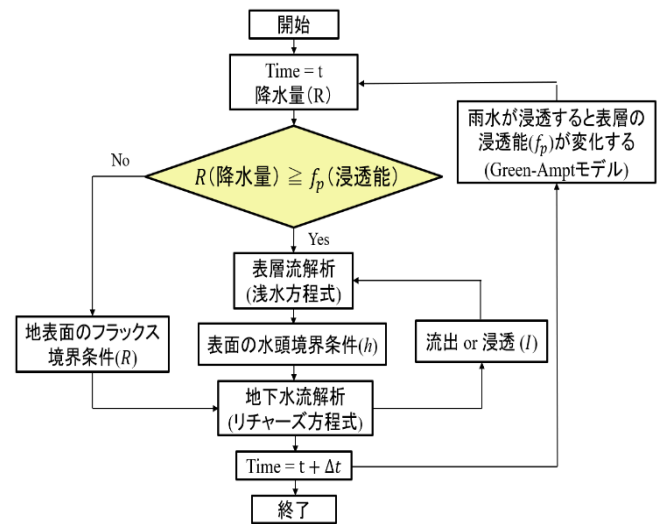 開始
Time = t
降水量(R)
雨水が浸透すると表層の
浸透能(fp)が変化する
(Green-Amptモデル)
No
R(降水量) ≧ fp(浸透能)
Yes
表層流解析
(浅水方程式)
地表面のフラックス
境界条件(R)
表面の水頭境界条件(h)
流出 or 浸透 (I)
地下水流解析
(リチャーズ方程式)
Time = t + Δt
終了